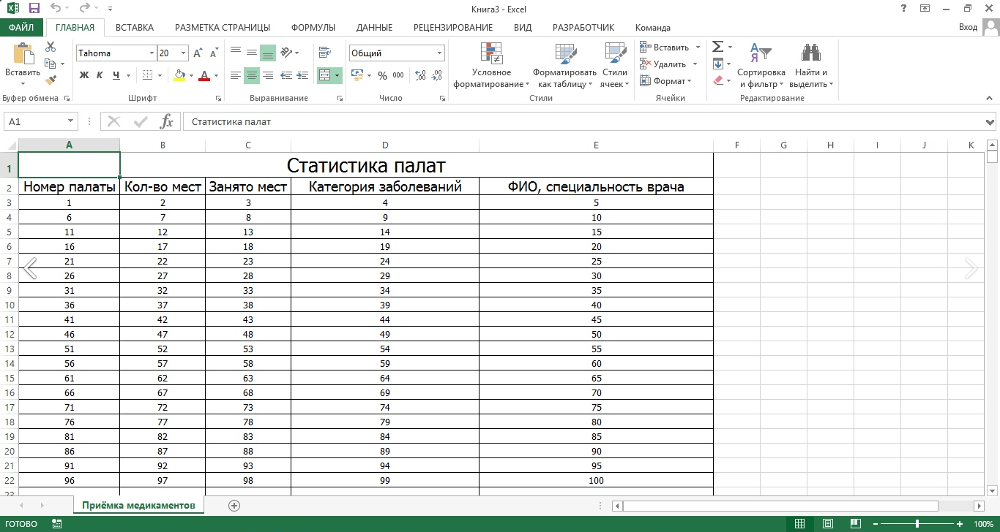 Книга3 - Excel
ФАЙЛ ГЛАВНАЯ ВСТАВКА РАЗМЕТКА СТРАНИЦЫ ФОРМУЛЫ ДАННЫЕ РЕЦЕНЗИРОВАНИЕ ВИД РАЗРАБОТЧИК Команда Вход
Tahoma 20 Общий Вставить
Вставить Условное Форматировать Стили Удалить Сортировка Найти и
Ж К Ч % 000 форматирование как таблицу ячеек Формат и фильтр выделить
Буфер обмена Шрифт Выравнивание Число Стили Ячейки Редактирование
A1 Статистика палат
A B C D E F G H I J K
1 Статистика палат
2 Номер палаты Кол-во мест Занято мест Категория заболеваний ФИО, специальность врача
3 1 2 3 4 5
4 6 7 8 9 10
5 11 12 13 14 15
6 16 17 18 19 20
7 21 22 23 24 25
8 26 27 28 29 30
9 31 32 33 34 35
10 36 37 38 39 40
11 41 42 43 44 45
12 46 47 48 49 50
13 51 52 53 54 55
14 56 57 58 59 60
15 61 62 63 64 65
16 66 67 68 69 70
17 71 72 73 74 75
18 76 77 78 79 80
19 81 82 83 84 85
20 86 87 88 89 90
21 91 92 93 94 95
22 96 97 98 99 100
23
Приёмка медикаментов
ГОТОВО 100%